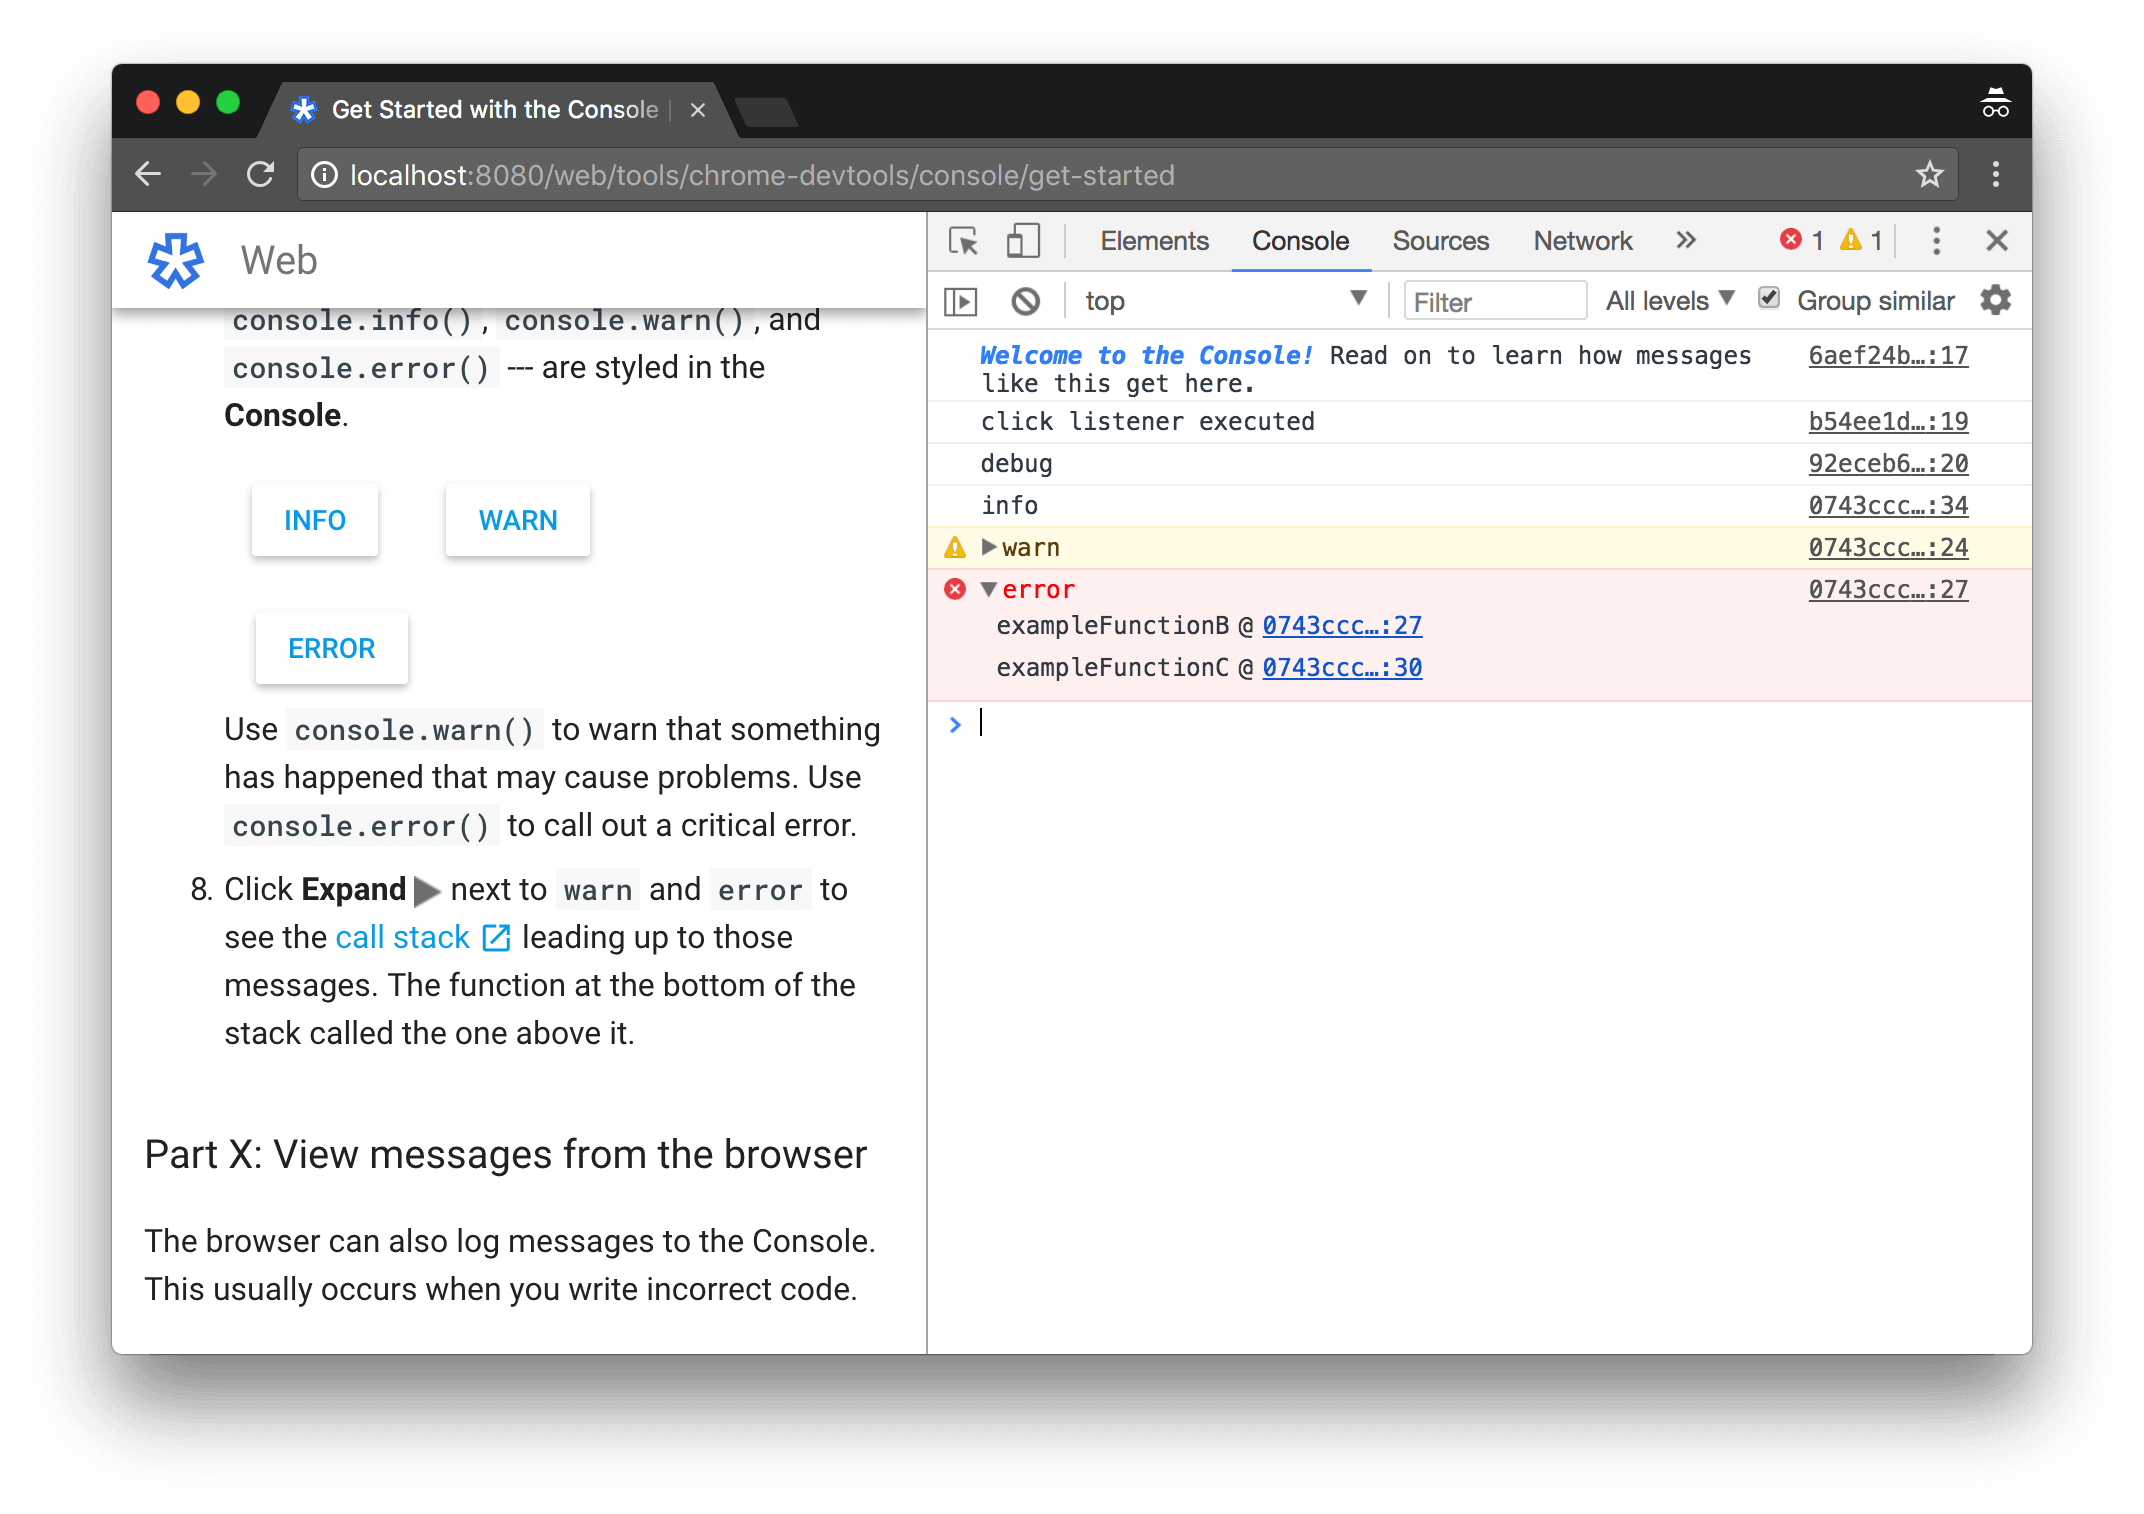 Get Started with the Console
localhost:8080/web/tools/chrome-devtools/console/get-started
Web
console.info(), console.warn(), and
console.error() --- are styled in the
Console.
INFO
WARN
ERROR
Use console.warn() to warn that something
has happened that may cause problems. Use
console.error() to call out a critical error.
8. Click Expand next to warn and error to
see the call stack leading up to those
messages. The function at the bottom of the
stack called the one above it.
Part X: View messages from the browser
The browser can also log messages to the Console.
This usually occurs when you write incorrect code.
Elements Console Sources Network » 1 1
top Filter All levels Group similar
Welcome to the Console! Read on to learn how messages 6aef24b…:17
like this get here.
click listener executed b54ee1d…:19
debug 92eceb6…:20
info 0743ccc…:34
warn 0743ccc…:24
error 0743ccc…:27
exampleFunctionB @ 0743ccc…:27
exampleFunctionC @ 0743ccc…:30
>